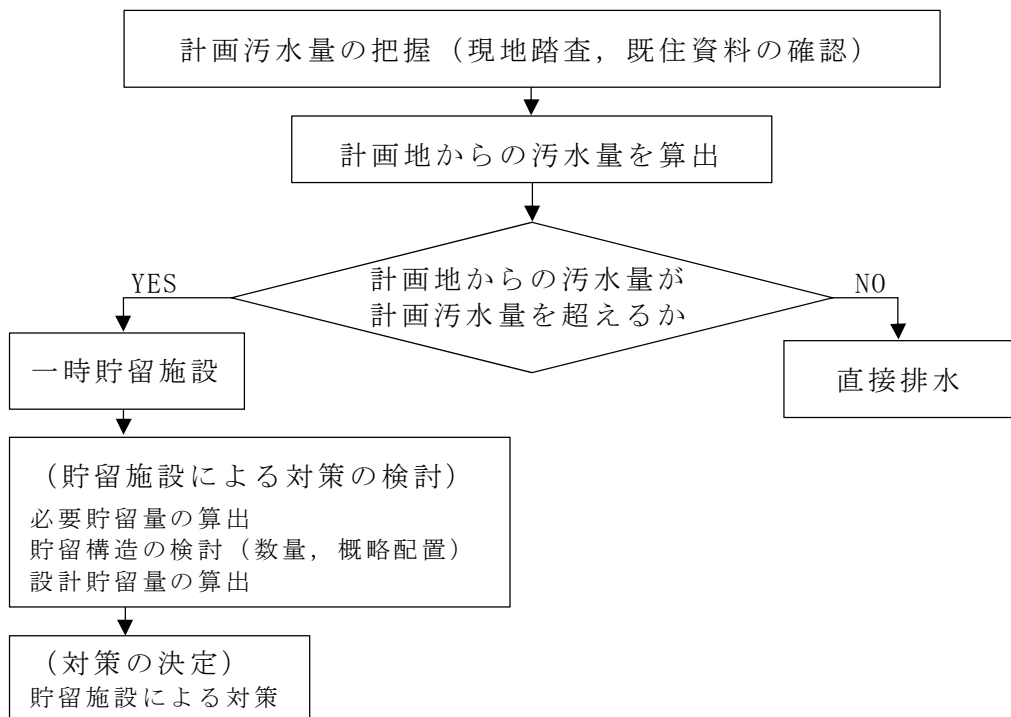 計画汚水量の把握（現地踏査，既住資料の確認）
計画地からの汚水量を算出
計画地からの汚水量が
計画汚水量を超えるか
YES
NO
一時貯留施設
直接排水
（貯留施設による対策の検討）
必要貯留量の算出
貯留構造の検討（数量，概略配置）
設計貯留量の算出
（対策の決定）
貯留施設による対策